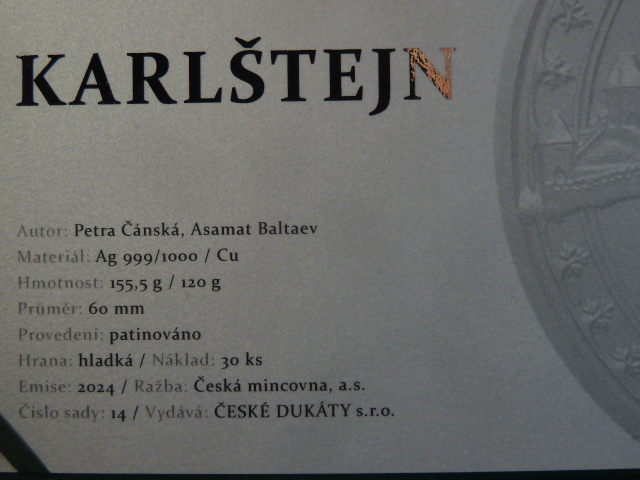 KARLŠTEJN
Autor: Petra Čánská, Asamat Baltaev
Materiál: Ag 999/1000 / Cu
Hmotnost: 155,5 g / 120 g
Průměr: 60 mm
Provedení: patinováno
Hrana: hladká / Náklad: 30 ks
Emise: 2024 / Ražba: Česká mincovna, a.s.
Číslo sady: 14 / Vydává: ČESKÉ DUKÁTY s.r.o.